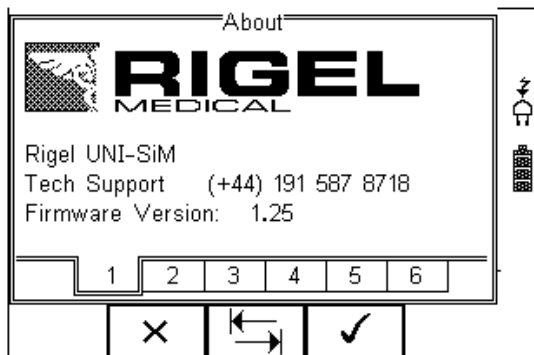 About
RIGEL
MEDICAL
Rigel UNI-SiM
Tech Support (+44) 191 587 8718
Firmware Version: 1.25
1 2 3 4 5 6